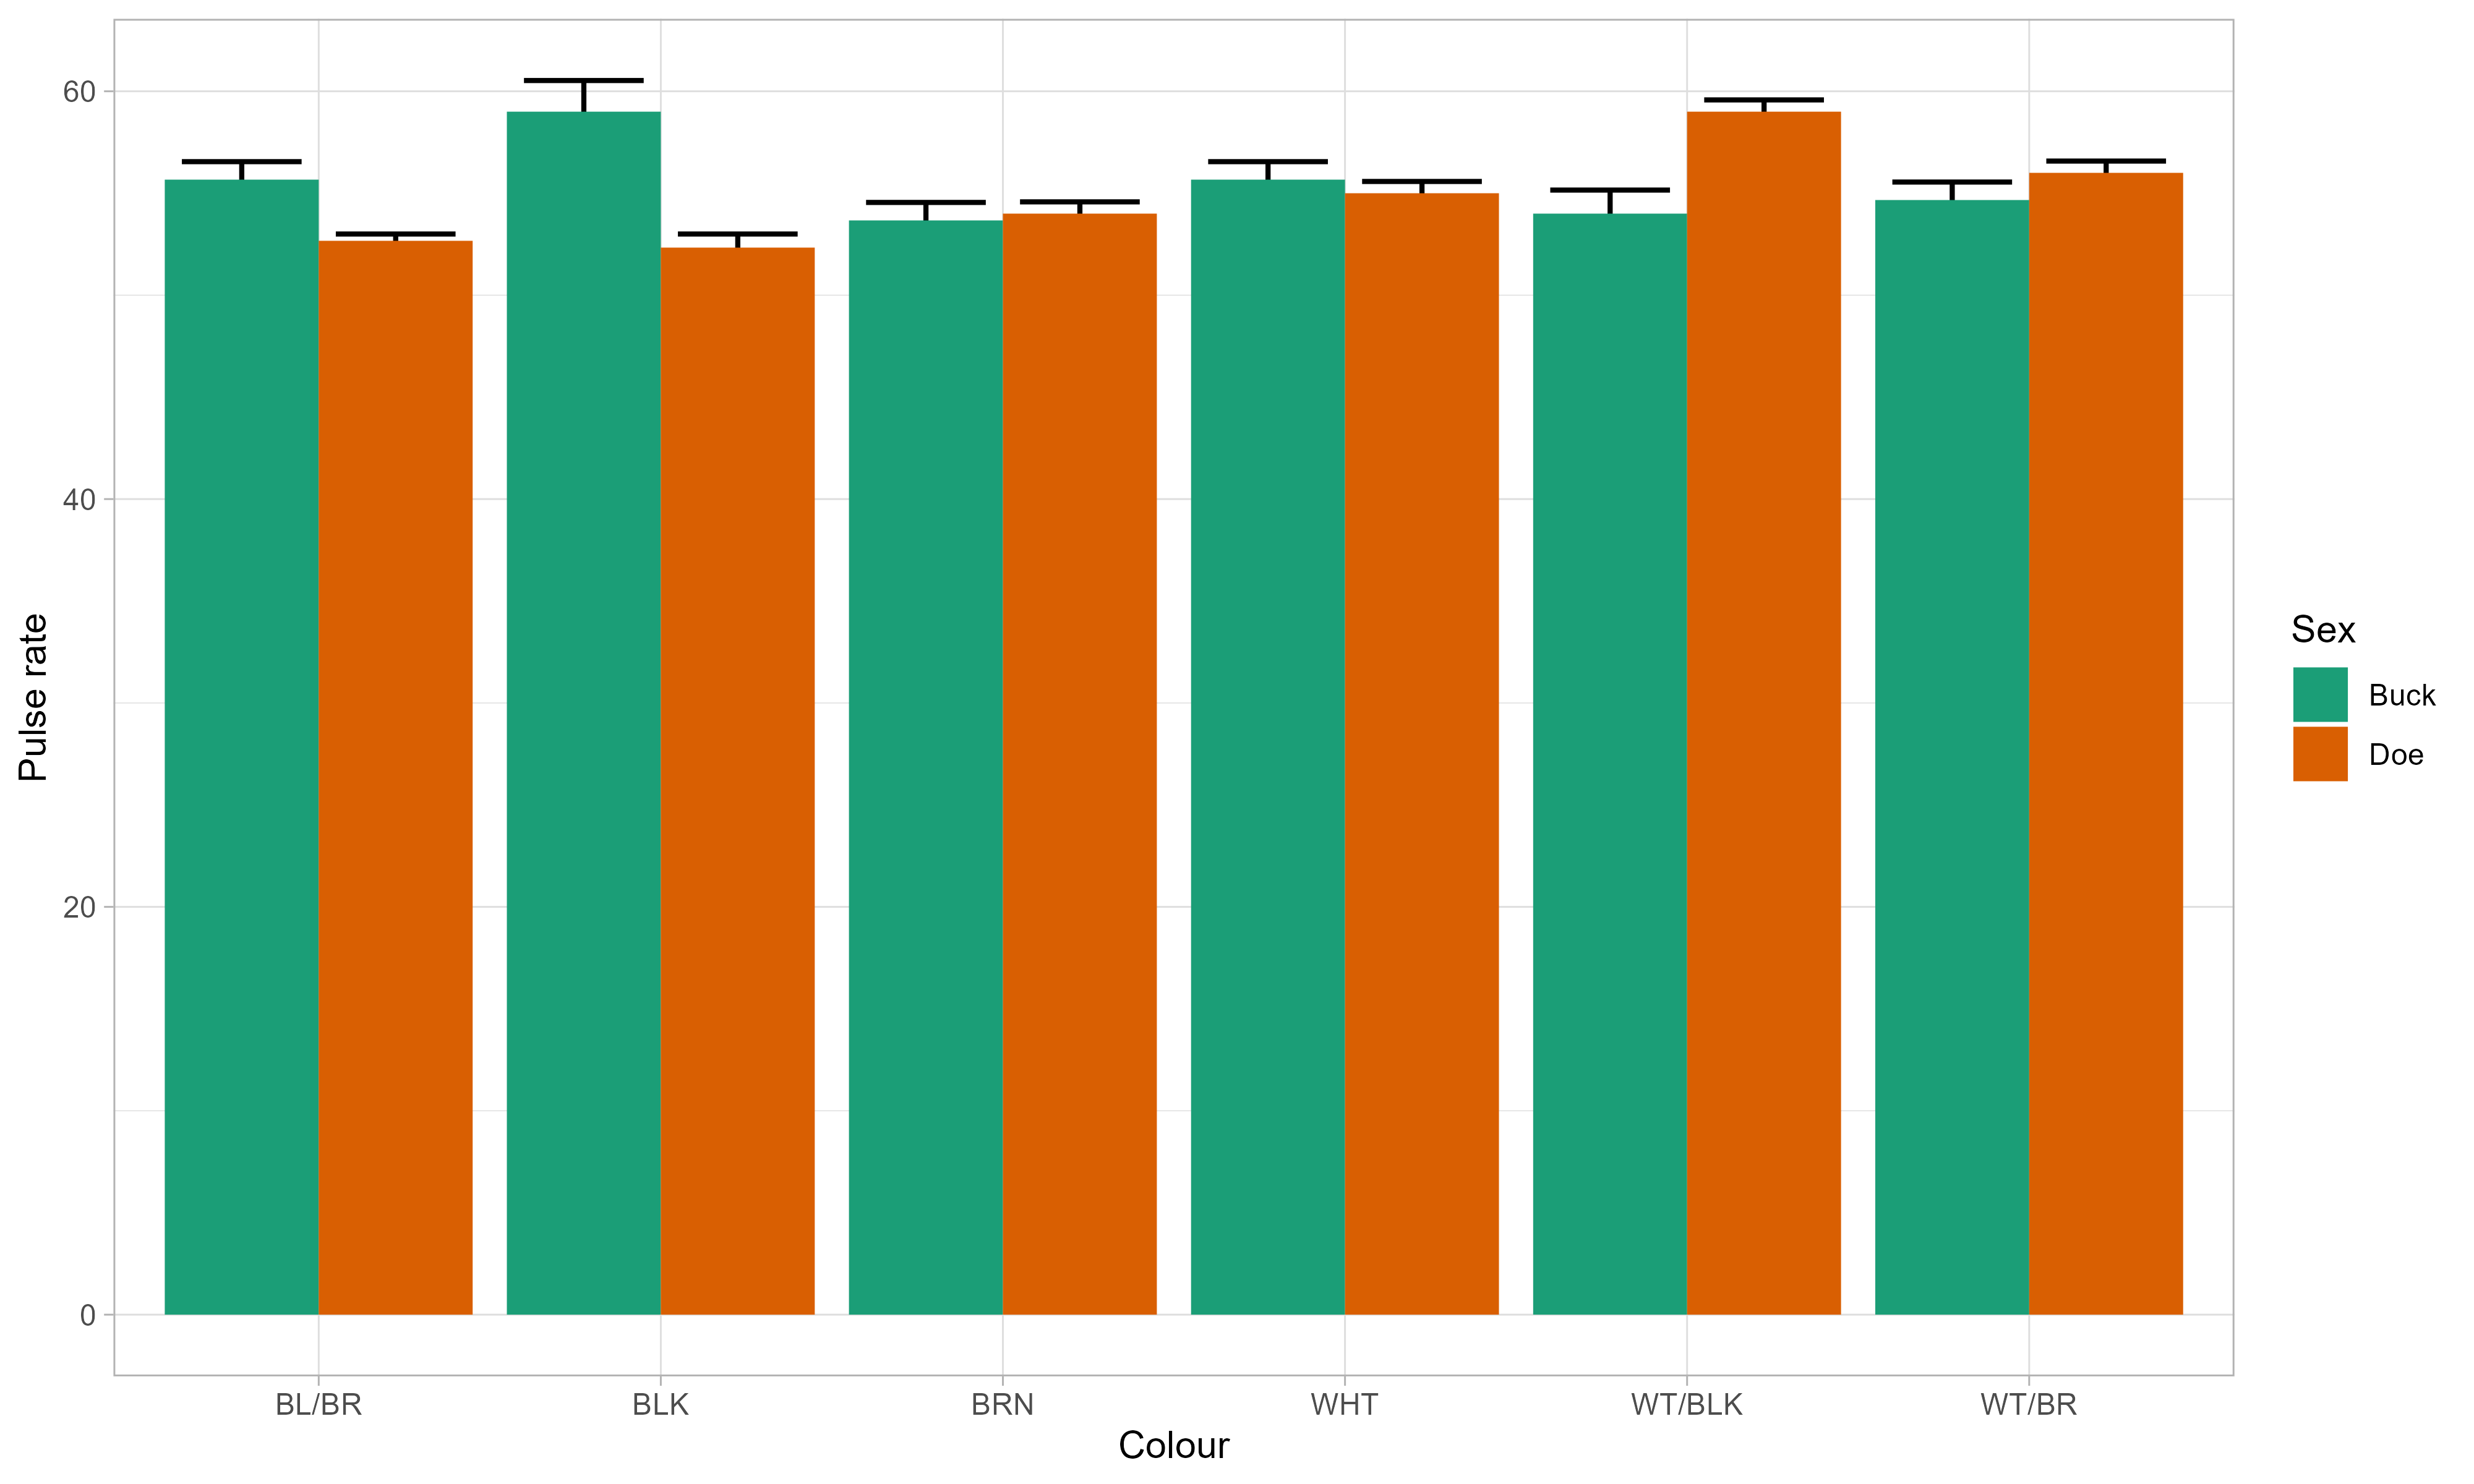 60
40
20
0
Pulse rate
BL/BR
BLK
BRN
WHT
WT/BLK
WT/BR
Colour
Sex
Buck
Doe